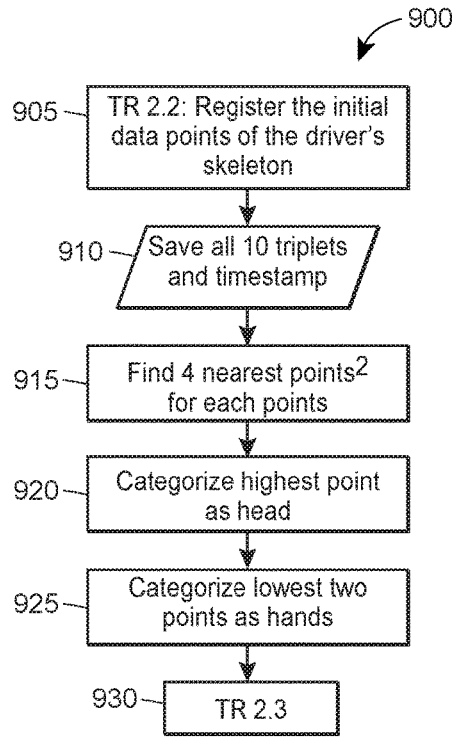 900
905
TR 2.2: Register the initial
data points of the driver's
skeleton
910
Save all 10 triplets
and timestamp
915
Find 4 nearest points2
for each points
920
Categorize highest point
as head
925
Categorize lowest two
points as hands
930
TR 2.3